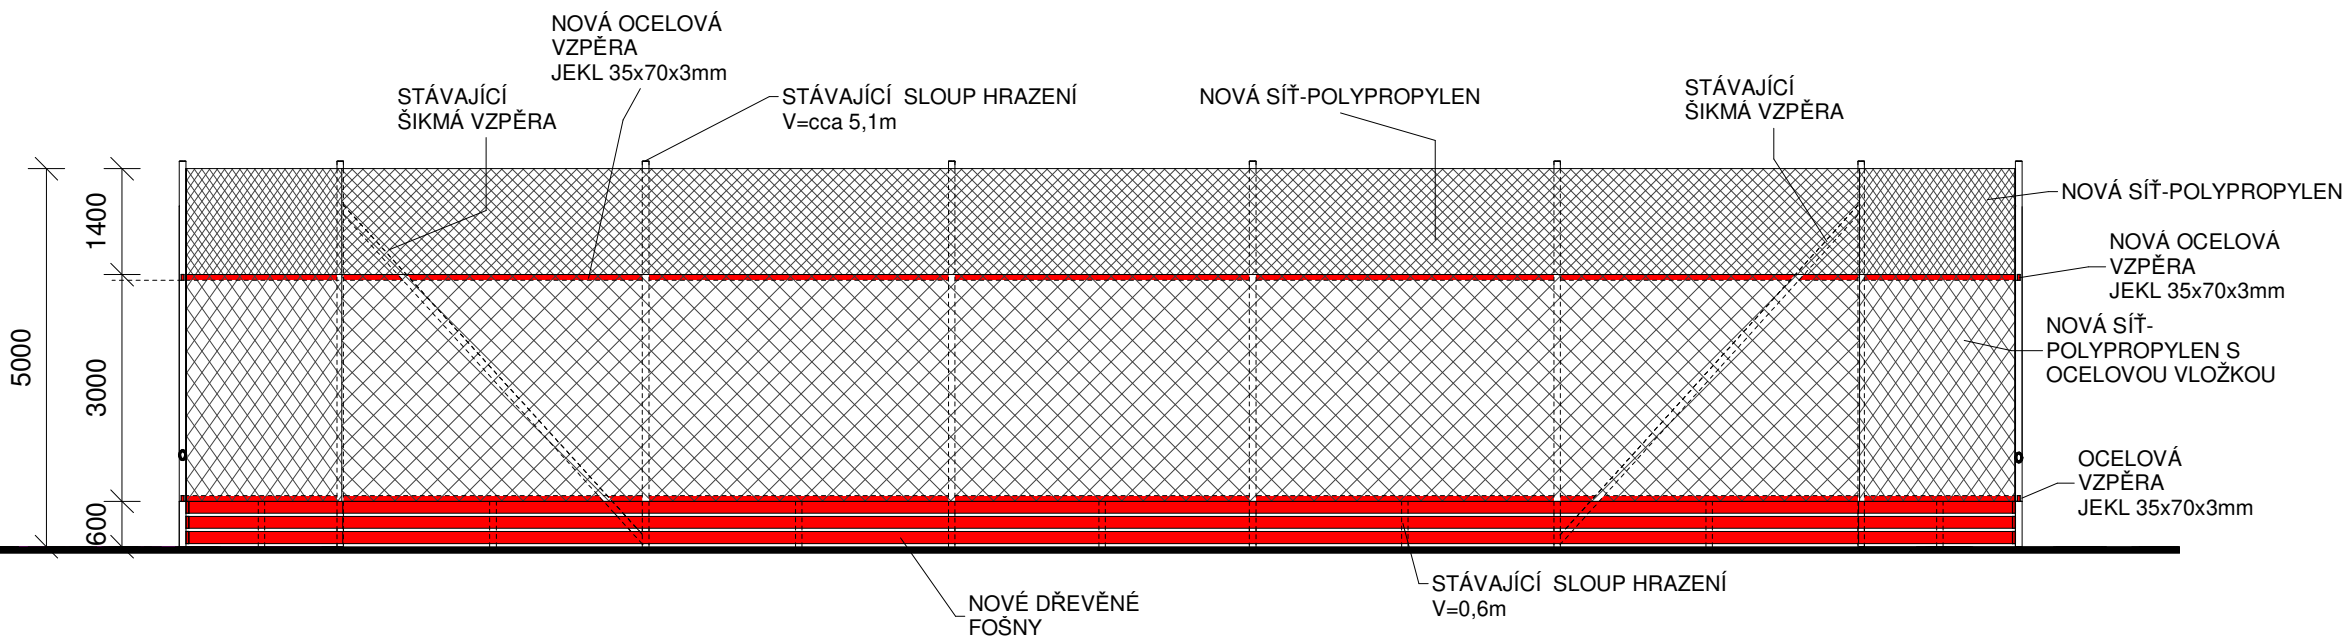 NOVÁ OCELOVÁ
VZPĚRA
JEKL 35x70x3mm
STÁVAJÍCÍ
ŠIKMÁ VZPĚRA
STÁVAJÍCÍ SLOUP HRAZENÍ
V=cca 5,1m
NOVÁ SÍŤ-POLYPROPYLEN
STÁVAJÍCÍ
ŠIKMÁ VZPĚRA
NOVÁ SÍŤ-POLYPROPYLEN
NOVÁ OCELOVÁ
VZPĚRA
JEKL 35x70x3mm
NOVÁ SÍŤ-
POLYPROPYLEN S
OCELOVOU VLOŽKOU
OCELOVÁ
VZPĚRA
JEKL 35x70x3mm
5000
1400
3000
600
STÁVAJÍCÍ SLOUP HRAZENÍ
V=0,6m
NOVÉ DŘEVĚNÉ
FOŠNY